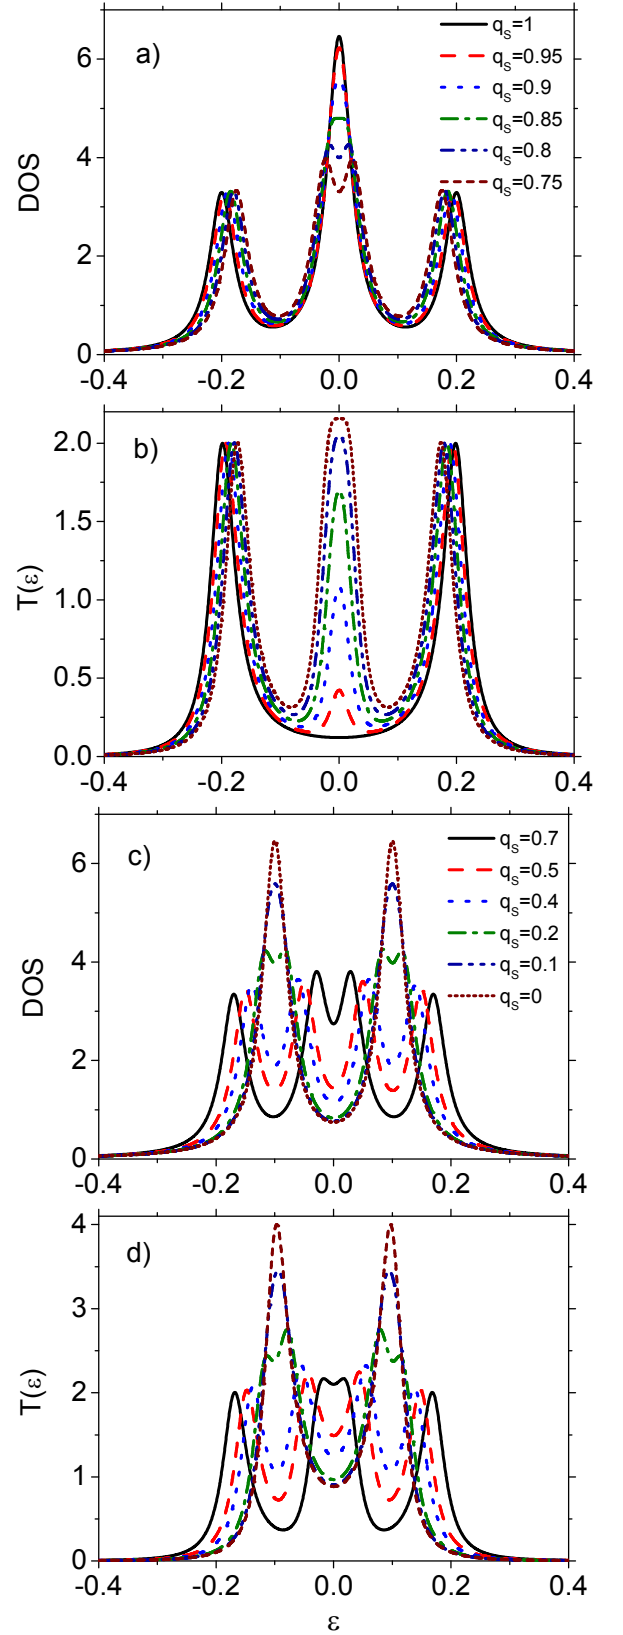 a)
q_S=1
q_S=0.95
q_S=0.9
q_S=0.85
q_S=0.8
q_S=0.75
DOS
6
4
2
0
-0.4 -0.2 0.0 0.2 0.4
b)
T(ε)
2.0
1.5
1.0
0.5
0.0
-0.4 -0.2 0.0 0.2 0.4
c)
q_S=0.7
q_S=0.5
q_S=0.4
q_S=0.2
q_S=0.1
q_S=0
DOS
6
4
2
0
-0.4 -0.2 0.0 0.2 0.4
d)
T(ε)
4
3
2
1
0
-0.4 -0.2 0.0 0.2 0.4
ε